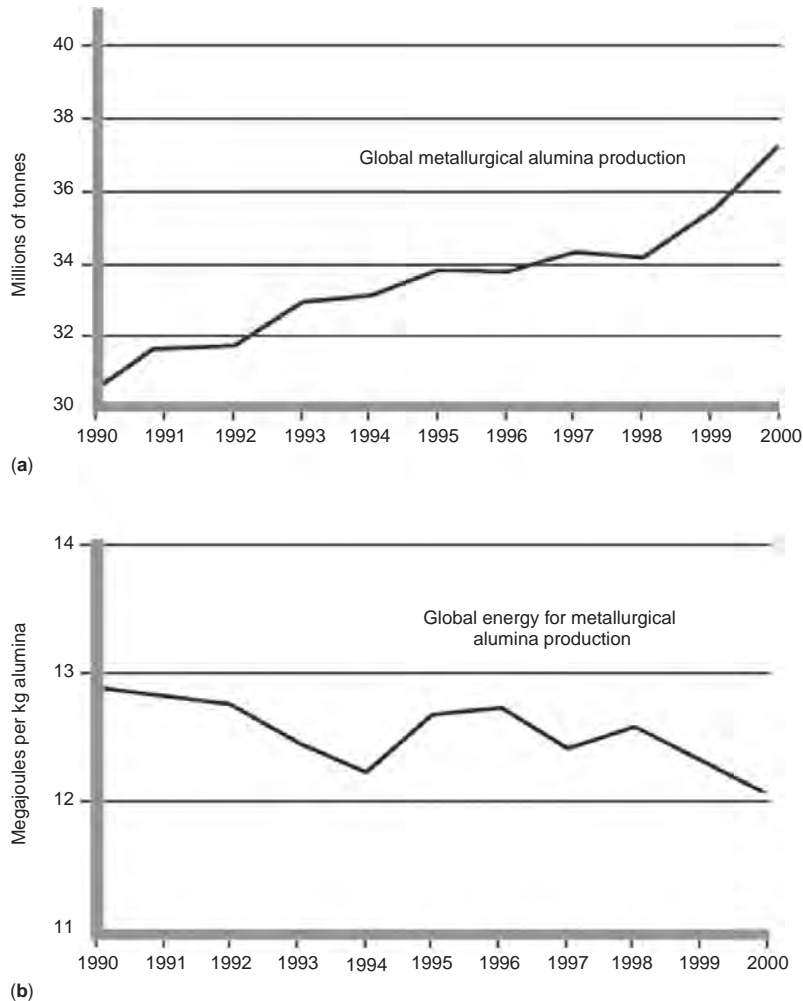 40
38
Global metallurgical alumina production
36
Millions of tonnes
34
32
30
1990 1991 1992 1993 1994 1995 1996 1997 1998 1999 2000
(a)
14
Global energy for metallurgical
alumina production
13
Megajoules per kg alumina
12
11
1990 1991 1992 1993 1994 1995 1996 1997 1998 1999 2000
(b)